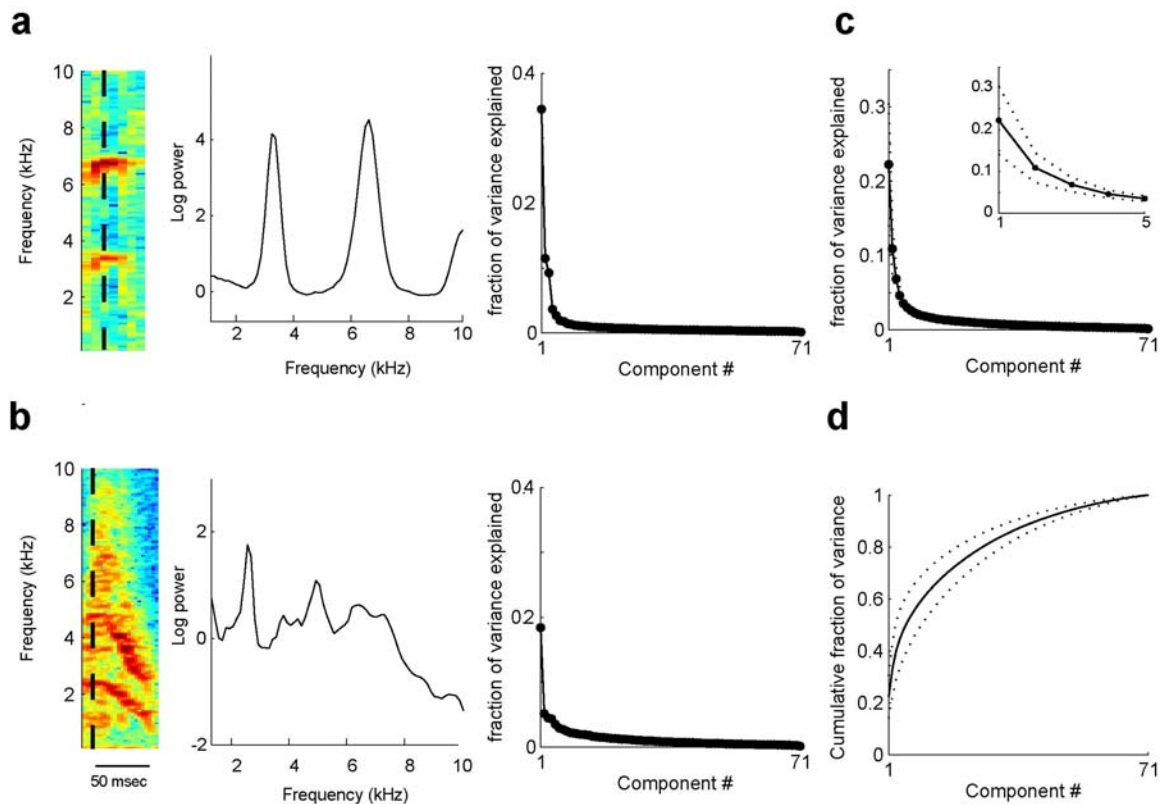 a
10
8
6
4
2
Frequency (kHz)
4
2
0
Log power
2
4
6
8
10
Frequency (kHz)
0.4
0.2
0
fraction of variance explained
1
71
Component #
c
0.3
0.2
0.1
0
fraction of variance explained
1
71
Component #
0.3
0.2
0.1
0
1
5
b
10
8
6
4
2
Frequency (kHz)
50 msec
2
0
-2
Log power
2
4
6
8
10
Frequency (kHz)
0.4
0.2
0
fraction of variance explained
1
71
Component #
d
1
0.8
0.6
0.4
0.2
0
Cumulative fraction of variance
1
71
Component #